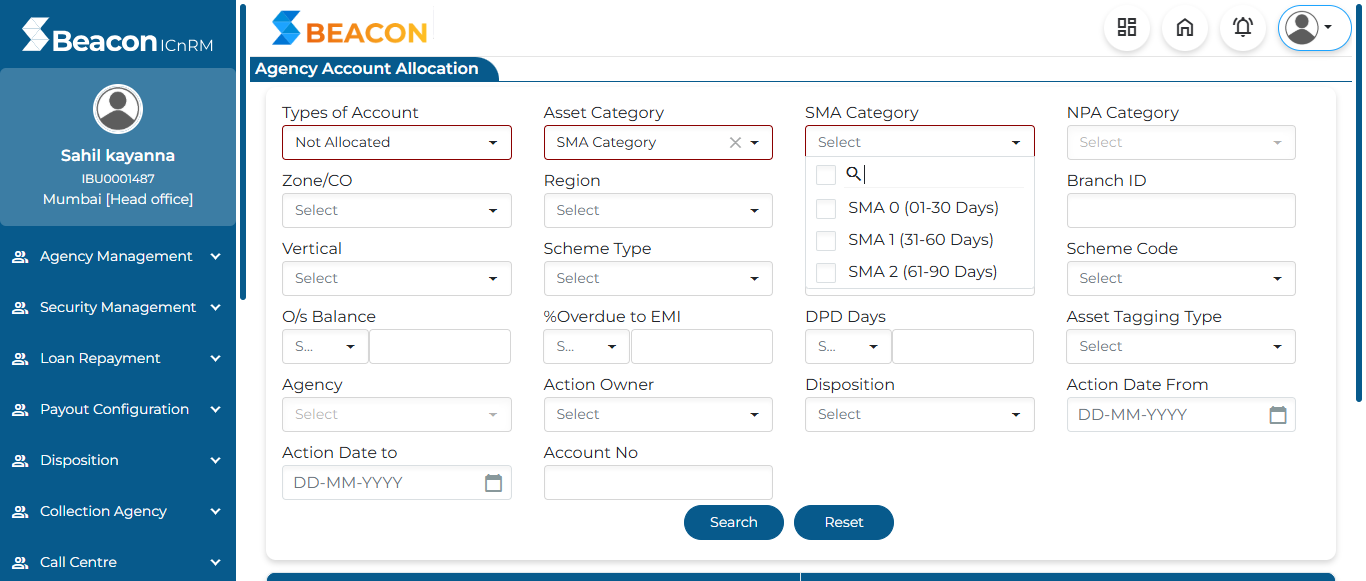 Beacon ICnRM
Sahil kayanna
IBU0001487
Mumbai [Head office]
Agency Management
Security Management
Loan Repayment
Payout Configuration
Disposition
Collection Agency
Call Centre
BEACON
Agency Account Allocation
Types of Account
Not Allocated
Asset Category
SMA Category
SMA Category
Select
NPA Category
Select
SMA 0 (01-30 Days)
SMA 1 (31-60 Days)
SMA 2 (61-90 Days)
Zone/CO
Select
Region
Select
Branch ID
Vertical
Select
Scheme Type
Select
Scheme Code
Select
O/s Balance
S...
%Overdue to EMI
S...
DPD Days
S...
Asset Tagging Type
Select
Agency
Select
Action Owner
Select
Disposition
Select
Action Date From
DD-MM-YYYY
Action Date to
DD-MM-YYYY
Account No
Search
Reset